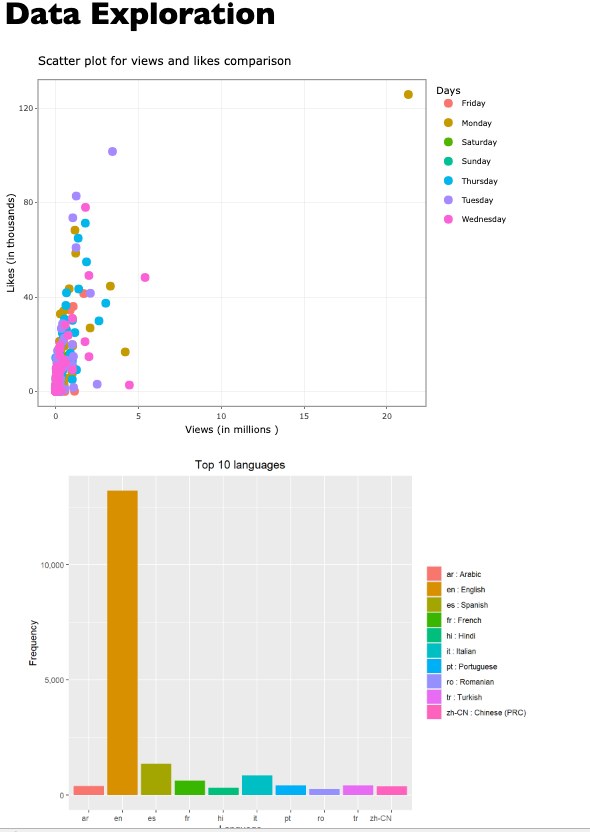 Data Exploration
Scatter plot for views and likes comparison
Days
Friday
Monday
Saturday
Sunday
Thursday
Tuesday
Wednesday
Likes (in thousands)
120
80
40
0
0 5 10 15 20
Views (in millions )
Top 10 languages
Frequency
10,000
5,000
0
ar en es fr hi it pt ro tr zh-CN
ar : Arabic
en : English
es : Spanish
fr : French
hi : Hindi
it : Italian
pt : Portuguese
ro : Romanian
tr : Turkish
zh-CN : Chinese (PRC)